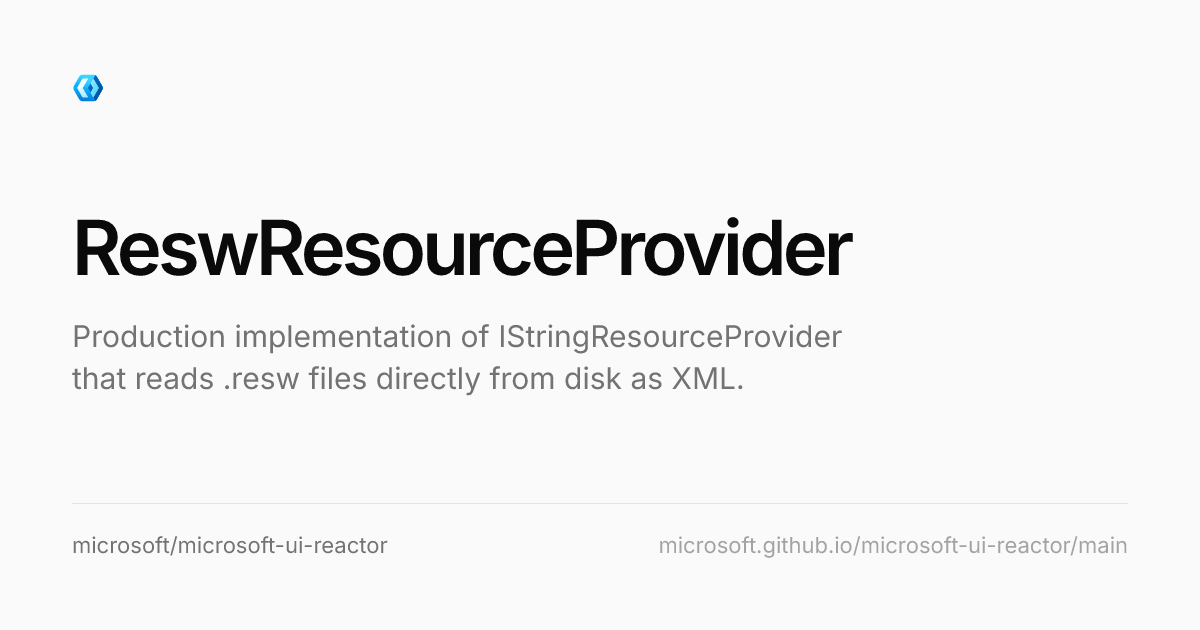 ReswResourceProvider
Production implementation of IStringResourceProvider
that reads .resw files directly from disk as XML.
microsoft/microsoft-ui-reactor
microsoft.github.io/microsoft-ui-reactor/main